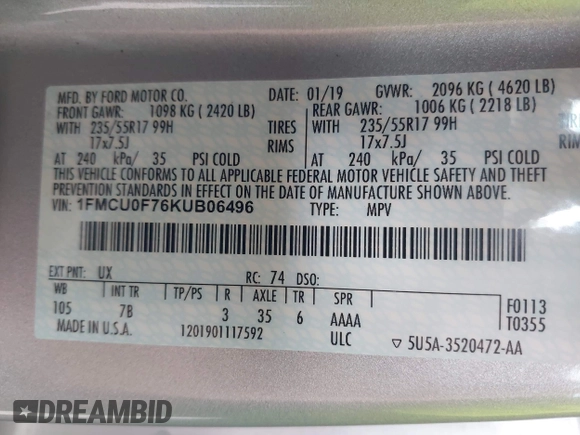 MFD. BY FORD MOTOR CO. DATE: 01/19 GVWR: 2096 KG ( 4620 LB)
FRONT GAWR: 1098 KG ( 2420 LB) REAR GAWR: 1006 KG ( 2218 LB)
WITH 235/55R17 99H TIRES WITH 235/55R17 99H
17x7.5J RIMS 17x7.5J
AT 240 kPa/ 35 PSI COLD AT 240 kPa/ 35 PSI COLD
THIS VEHICLE CONFORMS TO ALL APPLICABLE FEDERAL MOTOR VEHICLE SAFETY AND THEFT
PREVENTION STANDARDS IN EFFECT ON THE DATE OF MANUFACTURE SHOWN ABOVE.
VIN: 1FMCU0F76KUB06496 TYPE: MPV
EXT PNT: UX RC: 74 DSO:
WB INT TR TP/PS R AXLE TR SPR F0113
105 7B 3 35 6 AAAA T0355
MADE IN U.S.A. 1201901117592 ULC ▽ 5U5A-3520472-AA
DREAMBID